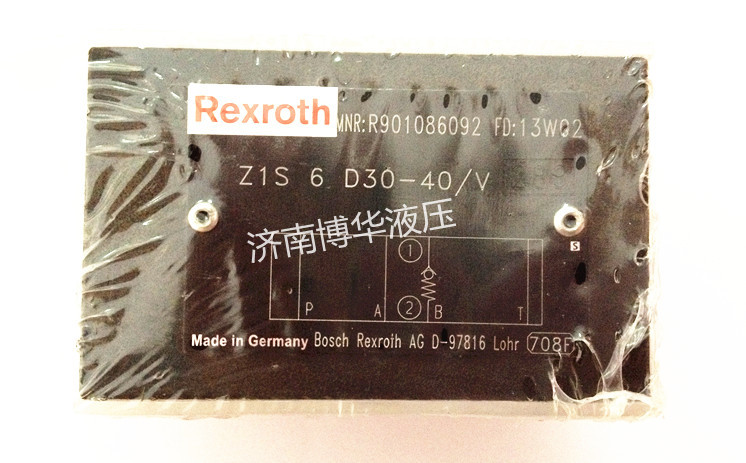 Rexroth MNR:R901086092 FD:13W02
Z1S 6 D30-40/V
济南博华液压
S
1
P A 2 B T
Made in Germany Bosch Rexroth AG D-97816 Lohr 708F